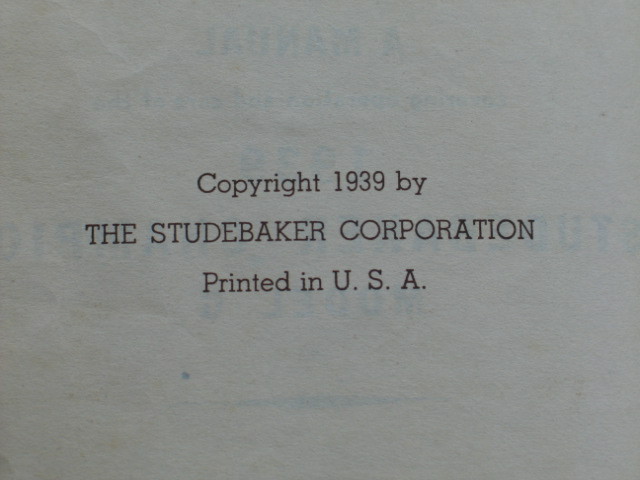 Copyright 1939 by
THE STUDEBAKER CORPORATION
Printed in U. S. A.